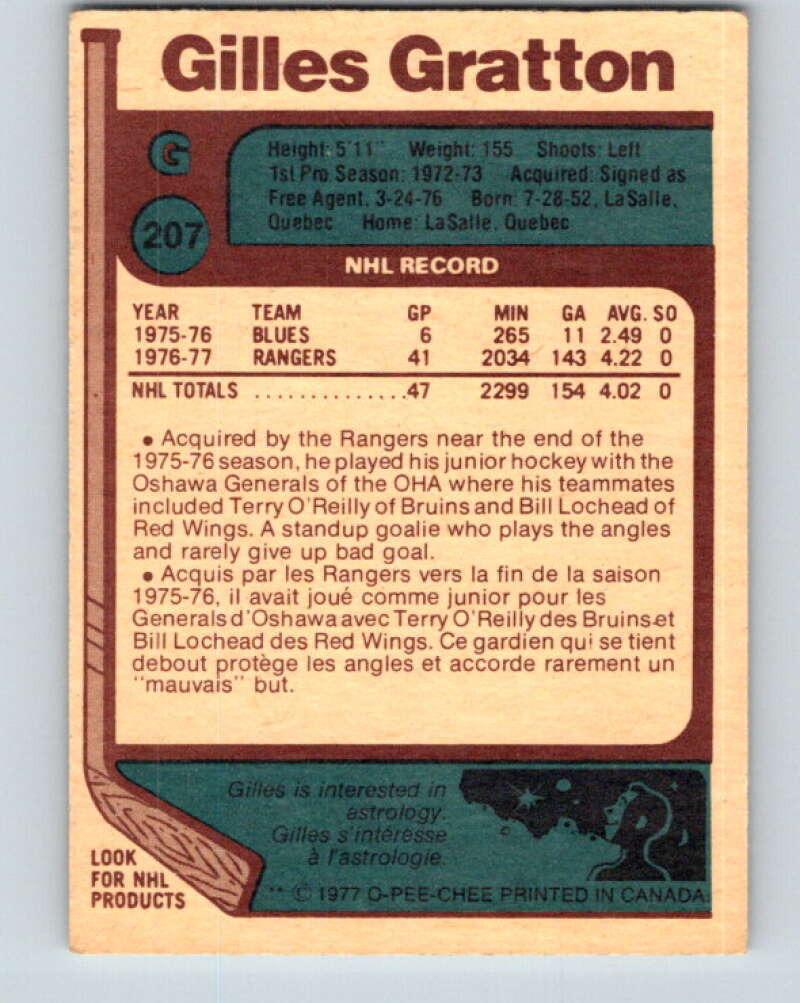 Gilles Gratton
G
207
Height: 5'11" Weight: 155 Shoots: Left
1st Pro Season: 1972-73 Acquired: Signed as
Free Agent, 3-24-76 Born: 7-28-52, LaSalle,
Quebec Home: LaSalle, Quebec
NHL RECORD
YEAR TEAM GP MIN GA AVG. SO
1975-76 BLUES 6 265 11 2.49 0
1976-77 RANGERS 41 2034 143 4.22 0
NHL TOTALS ..............47 2299 154 4.02 0
• Acquired by the Rangers near the end of the
1975-76 season, he played his junior hockey with the
Oshawa Generals of the OHA where his teammates
included Terry O'Reilly of Bruins and Bill Lochead of
Red Wings. A standup goalie who plays the angles
and rarely give up bad goal.
• Acquis par les Rangers vers la fin de la saison
1975-76, il avait joué comme junior pour les
Generals d'Oshawa avec Terry O'Reilly des Bruins et
Bill Lochead des Red Wings. Ce gardien qui se tient
debout protège les angles et accorde rarement un
"mauvais" but.
Gilles is interested in
astrology.
Gilles s'intéresse
à l'astrologie.
LOOK
FOR NHL
PRODUCTS
** © 1977 O-PEE-CHEE PRINTED IN CANADA